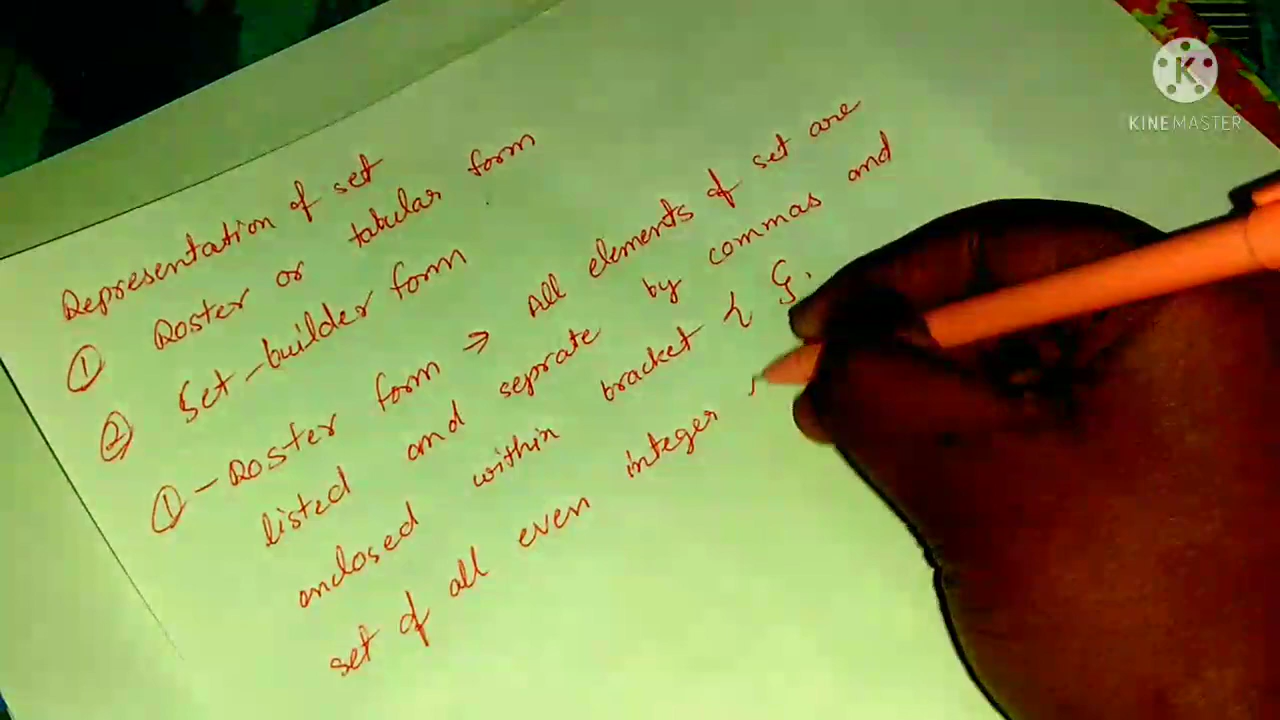 Representation of set
① Roster or tabular form
② Set-builder form
① - Roster form ⇒ All elements of set are
listed and seprate by commas and
enclosed within bracket { }.
set of all even integer
K
KINEMASTER